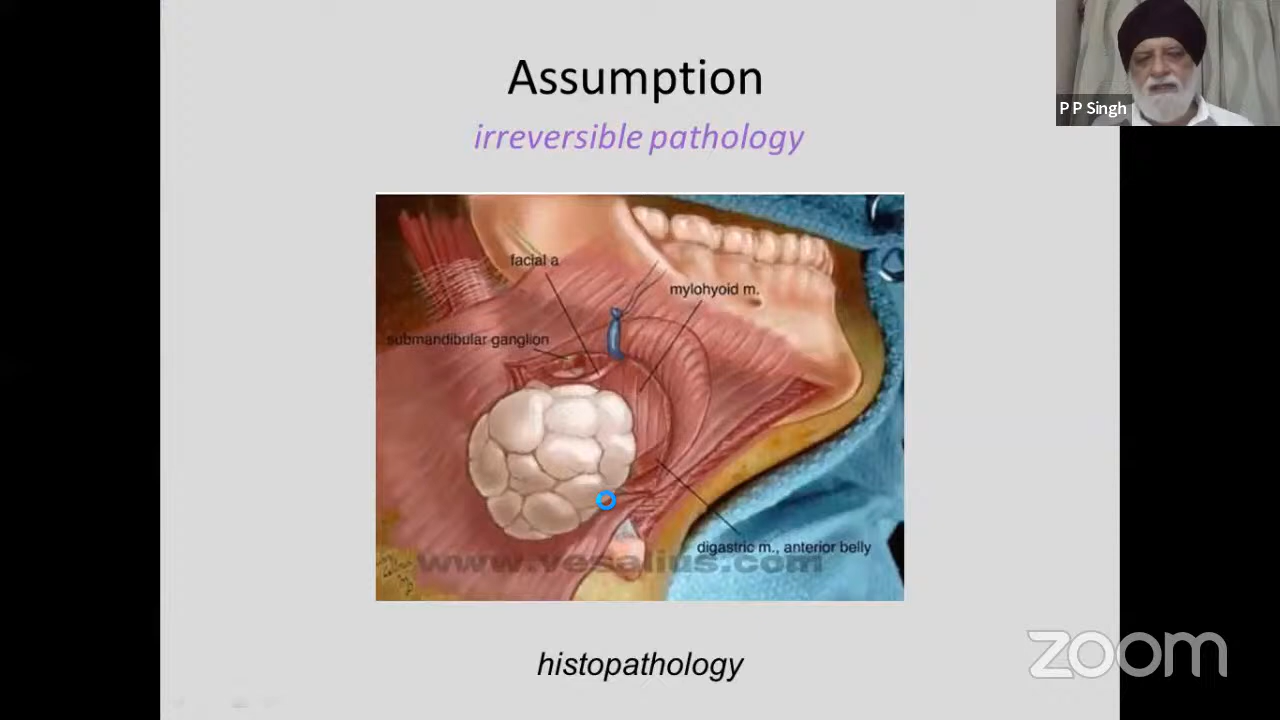 Assumption
P P Singh
irreversible pathology
facial a
mylohyoid m.
submandibular ganglion
digastric m., anterior belly
www.vesalius.com
histopathology
zoom